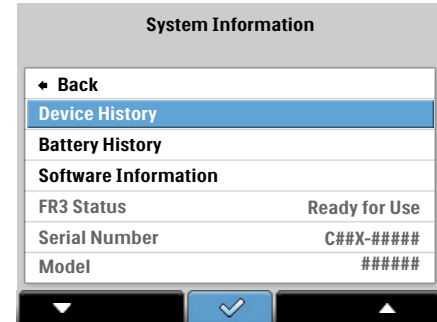 System Information
Back
Device History
Battery History
Software Information
FR3 Status Ready for Use
Serial Number C##X-#####
Model ######